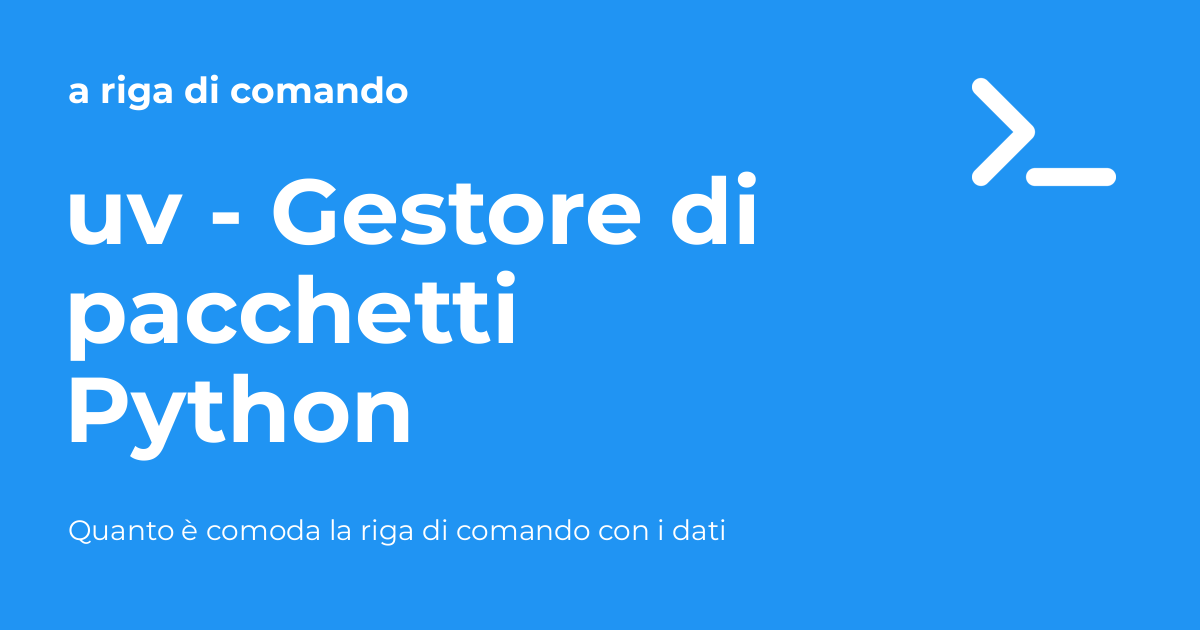 a riga di comando
uv - Gestore di
pacchetti
Python
Quanto è comoda la riga di comando con i dati